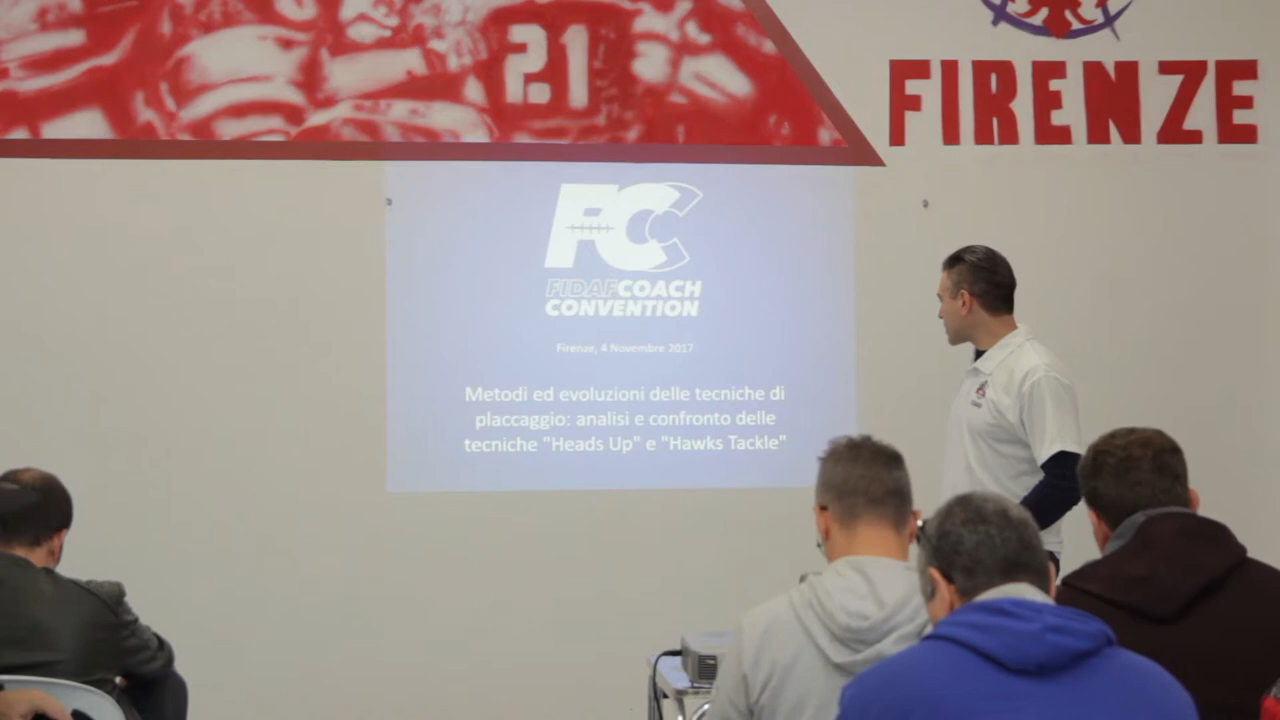 21
FIRENZE
FCC
FIDAFCOACH
CONVENTION
Firenze, 4 Novembre 2017
Metodi ed evoluzioni delle tecniche di
placcaggio: analisi e confronto delle
tecniche "Heads Up" e "Hawks Tackle"